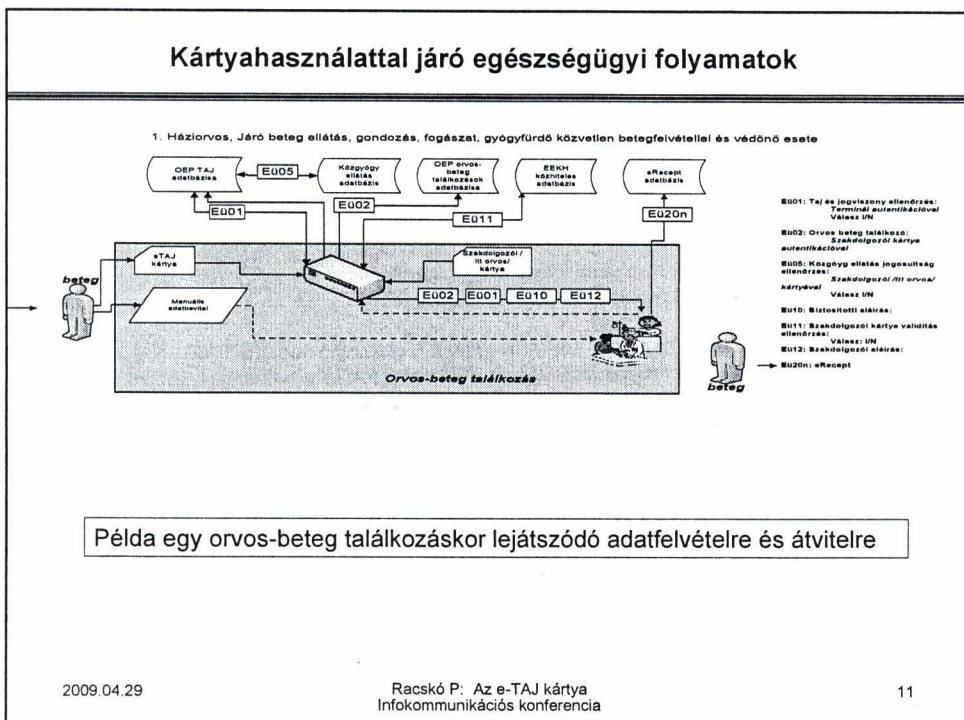 Kártyahasználattal járó egészségügyi folyamatok
1. Háziorvos, Járó beteg ellátás, gondozás, fogászat, gyógyfürdő közvetlen betegfelvétellel és védőnő esete
OEP TAJ
adatbázisa
Eü05
Közgyógy
ellátás
adatbázis
OEP orvos-
beteg
találkozások
adatbázisa
EEKH
közhiteles
adatbázis
eRecept
adatbázis
Eü01
Eü02
Eü11
Eü20n
eTAJ
kártya
Szakdolgozói /
itt orvos/
kártya
beteg
Manuális
adatbevitel
Eü02
Eü01
Eü10
Eü12
Orvos-beteg találkozás
beteg
Eü01: Taj és jogviszony ellenőrzés:
Terminál autentikációval
Válasz I/N
Eü02: Orvos beteg találkozó:
Szakdolgozói kártya
autentikációval
Eü05: Közgóyg ellátás jogosultság
ellenőrzés:
Szakdolgozói /itt orvos/
kártyával
Válasz I/N
Eü10: Biztosítotti aláírás:
Eü11: Szakdolgozói kártya validitás
ellenőrzés:
Válasz: I/N
Eü12: Szakdolgozói aláírás:
Eü20n: eRecept
Példa egy orvos-beteg találkozáskor lejátszódó adatfelvételre és átvitelre
2009.04.29
Racskó P: Az e-TAJ kártya
Infokommunikációs konferencia
11